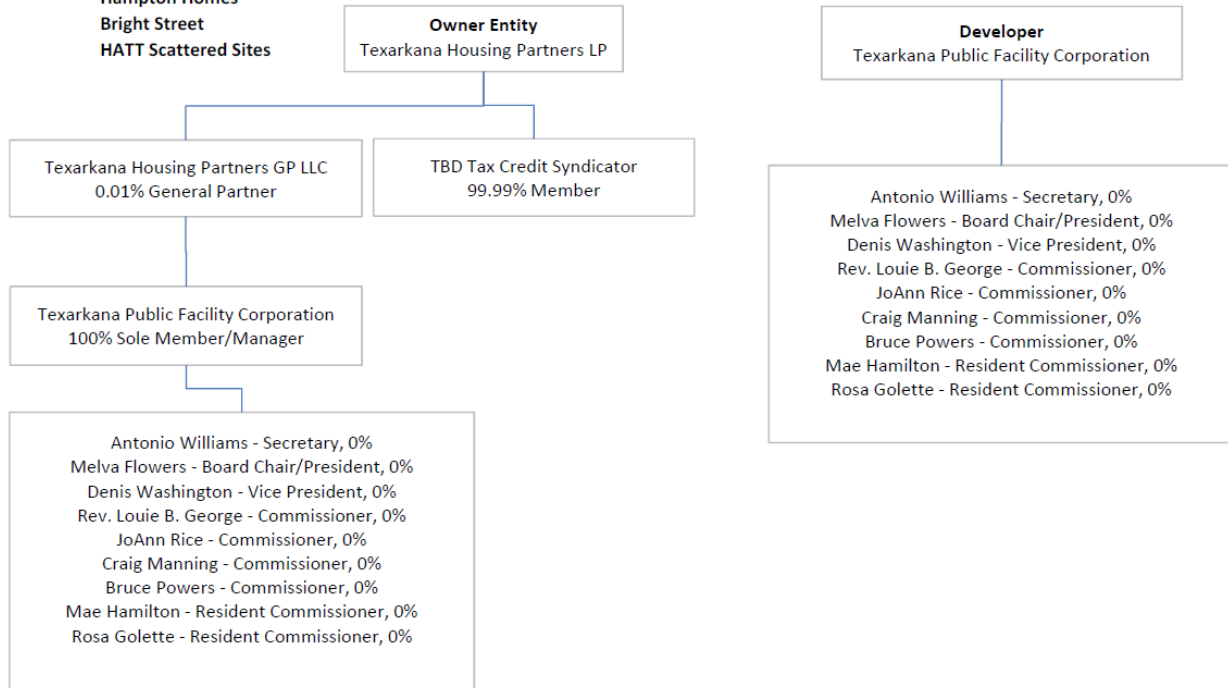 Hampton Homes
Bright Street
HATT Scattered Sites
Owner Entity
Texarkana Housing Partners LP
Developer
Texarkana Public Facility Corporation
Texarkana Housing Partners GP LLC
0.01% General Partner
TBD Tax Credit Syndicator
99.99% Member
Texarkana Public Facility Corporation
100% Sole Member/Manager
Antonio Williams - Secretary, 0%
Melva Flowers - Board Chair/President, 0%
Denis Washington - Vice President, 0%
Rev. Louie B. George - Commissioner, 0%
JoAnn Rice - Commissioner, 0%
Craig Manning - Commissioner, 0%
Bruce Powers - Commissioner, 0%
Mae Hamilton - Resident Commissioner, 0%
Rosa Golette - Resident Commissioner, 0%
Antonio Williams - Secretary, 0%
Melva Flowers - Board Chair/President, 0%
Denis Washington - Vice President, 0%
Rev. Louie B. George - Commissioner, 0%
JoAnn Rice - Commissioner, 0%
Craig Manning - Commissioner, 0%
Bruce Powers - Commissioner, 0%
Mae Hamilton - Resident Commissioner, 0%
Rosa Golette - Resident Commissioner, 0%